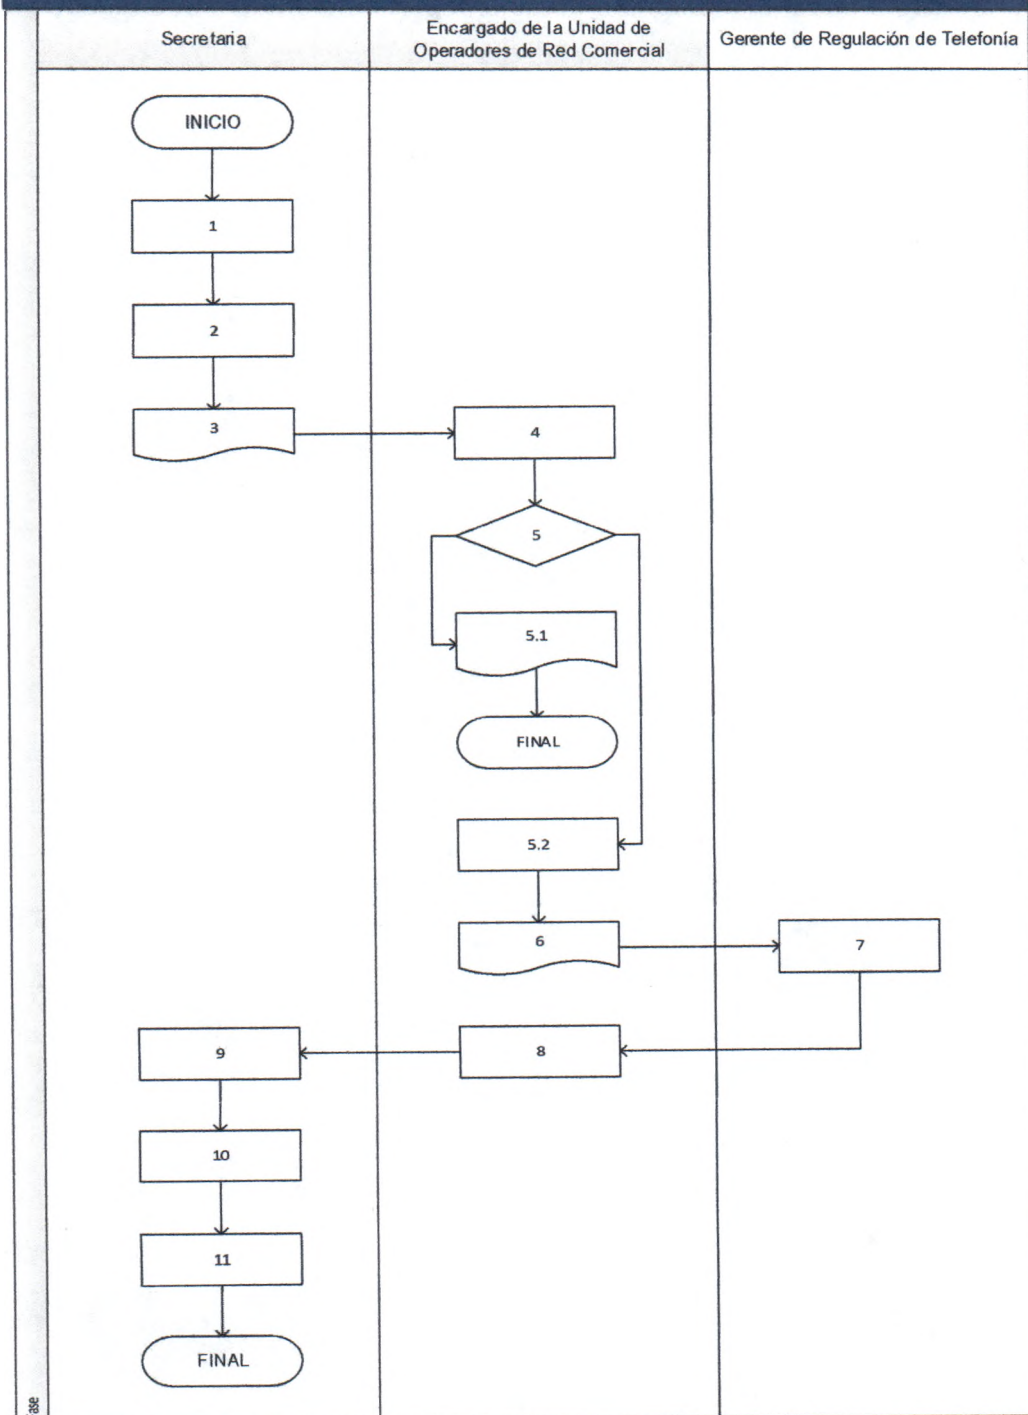 Secretaria
Encargado de la Unidad de
Operadores de Red Comercial
Gerente de Regulación de Telefonía
INICIO
1
2
3
4
5
5.1
FINAL
5.2
6
7
8
9
10
11
FINAL